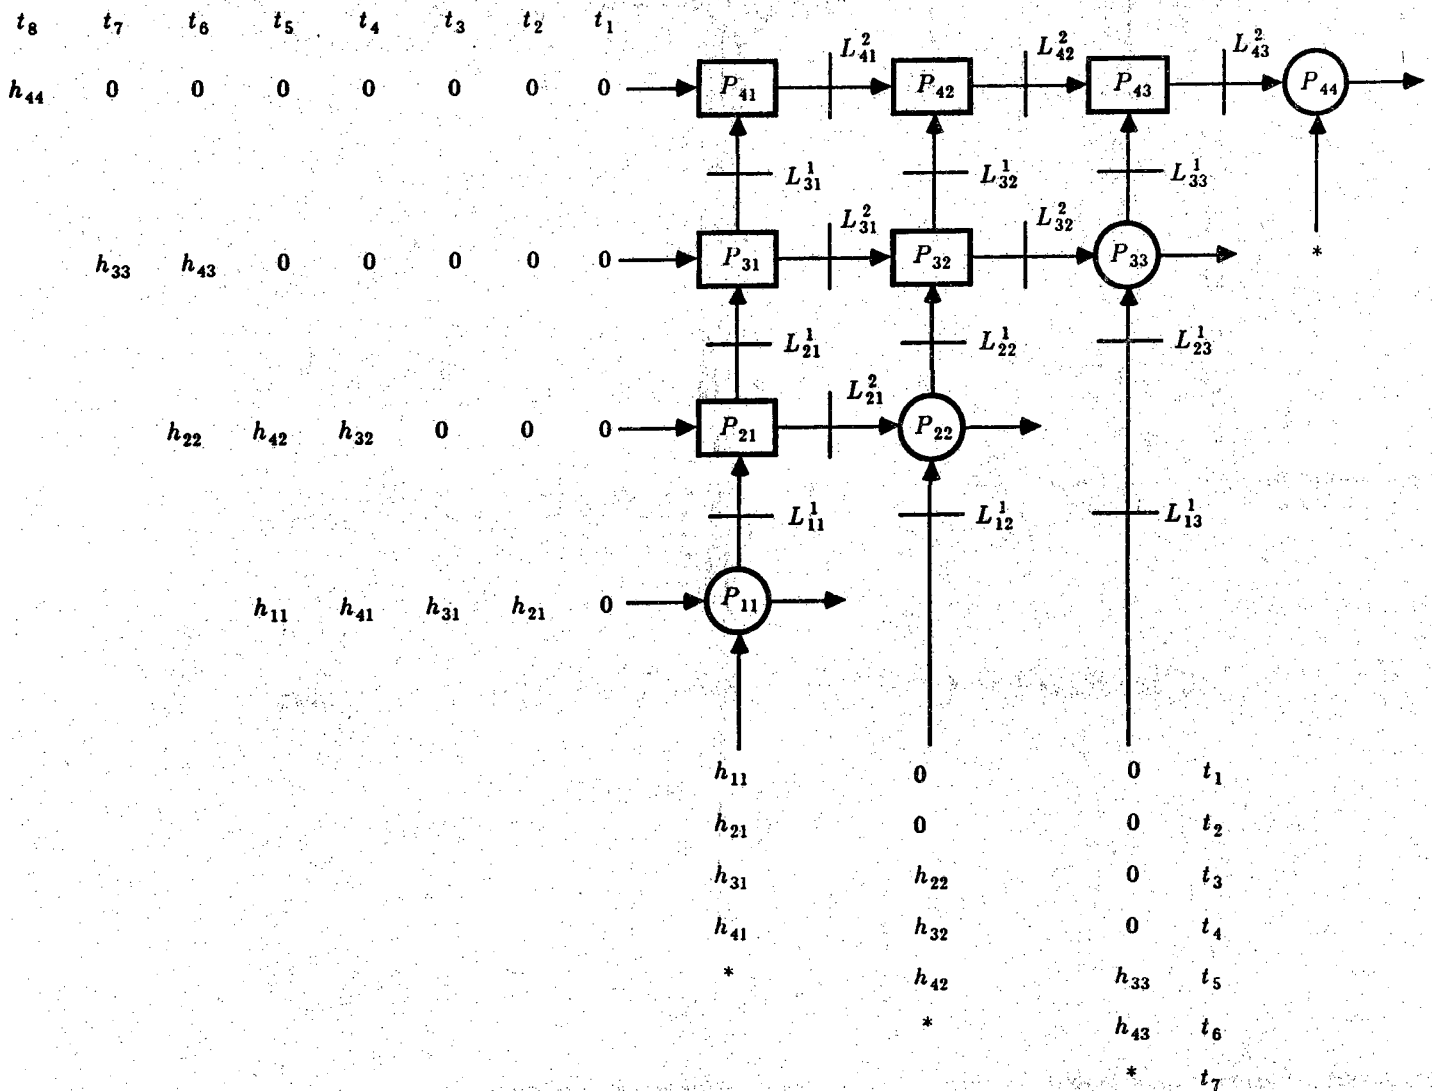 t₈ t₇ t₆ t₅ t₄ t₃ t₂ t₁
L²₄₁ L²₄₂ L²₄₃
h₄₄ 0 0 0 0 0 0 0 P₄₁ P₄₂ P₄₃ P₄₄
L¹₃₁ L¹₃₂ L¹₃₃
L²₃₁ L²₃₂
h₃₃ h₄₃ 0 0 0 0 0 P₃₁ P₃₂ P₃₃ *
L¹₂₁ L¹₂₂ L¹₂₃
L²₂₁
h₂₂ h₄₂ h₃₂ 0 0 0 P₂₁ P₂₂
L¹₁₁ L¹₁₂ L¹₁₃
h₁₁ h₄₁ h₃₁ h₂₁ 0 P₁₁
h₁₁ 0 0 t₁
h₂₁ 0 0 t₂
h₃₁ h₂₂ 0 t₃
h₄₁ h₃₂ 0 t₄
* h₄₂ h₃₃ t₅
* h₄₃ t₆
* t₇